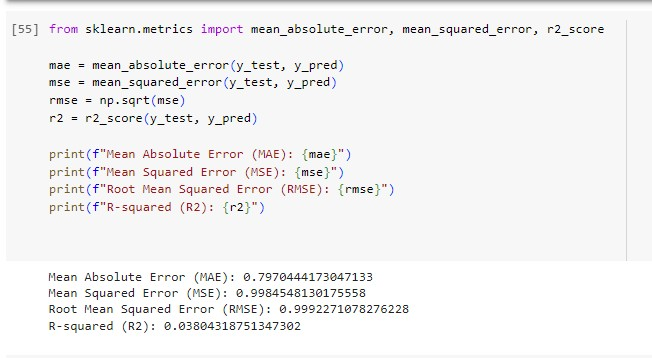 [55] from sklearn.metrics import mean_absolute_error, mean_squared_error, r2_score
mae = mean_absolute_error(y_test, y_pred)
mse = mean_squared_error(y_test, y_pred)
rmse = np.sqrt(mse)
r2 = r2_score(y_test, y_pred)
print(f"Mean Absolute Error (MAE): {mae}")
print(f"Mean Squared Error (MSE): {mse}")
print(f"Root Mean Squared Error (RMSE): {rmse}")
print(f"R-squared (R2): {r2}")
Mean Absolute Error (MAE): 0.7970444173047133
Mean Squared Error (MSE): 0.9984548130175558
Root Mean Squared Error (RMSE): 0.9992271078276228
R-squared (R2): 0.03804318751347302